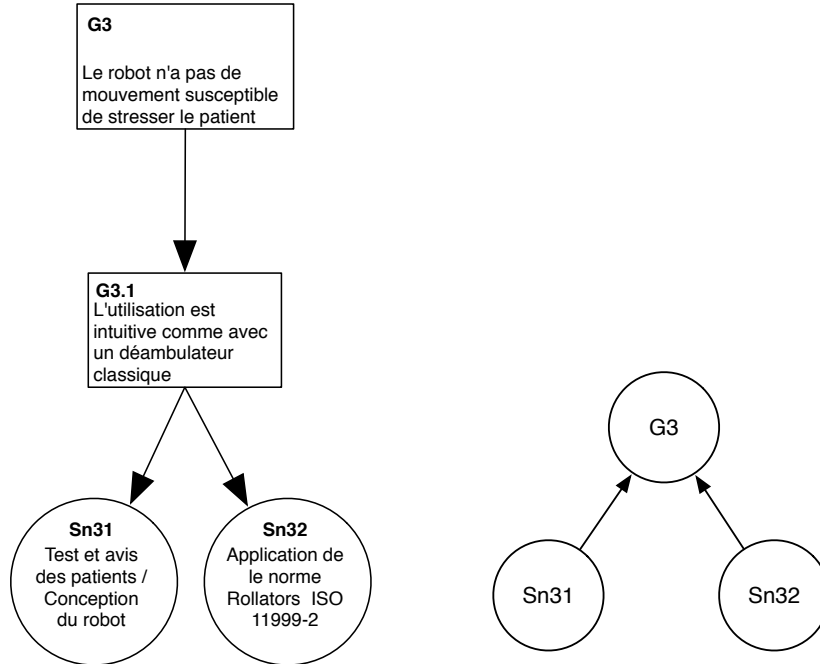 G3
Le robot n'a pas de
mouvement susceptible
de stresser le patient
G3.1
L'utilisation est
intuitive comme avec
un déambulateur
classique
Sn31
Test et avis
des patients /
Conception
du robot
Sn32
Application de
le norme
Rollators ISO
11999-2
G3
Sn31
Sn32